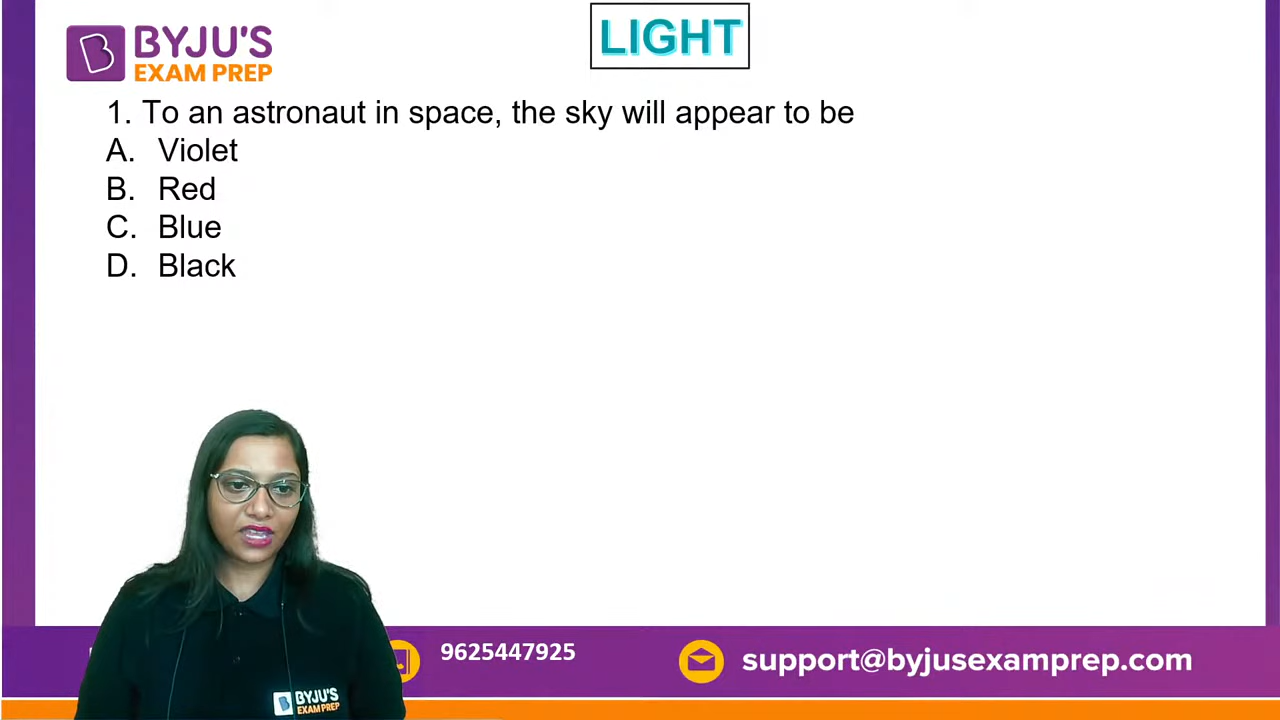 BYJU'S
EXAM PREP
LIGHT
1. To an astronaut in space, the sky will appear to be
A. Violet
B. Red
C. Blue
D. Black
9625447925
support@byjusexamprep.com
BYJU'S
EXAM PREP